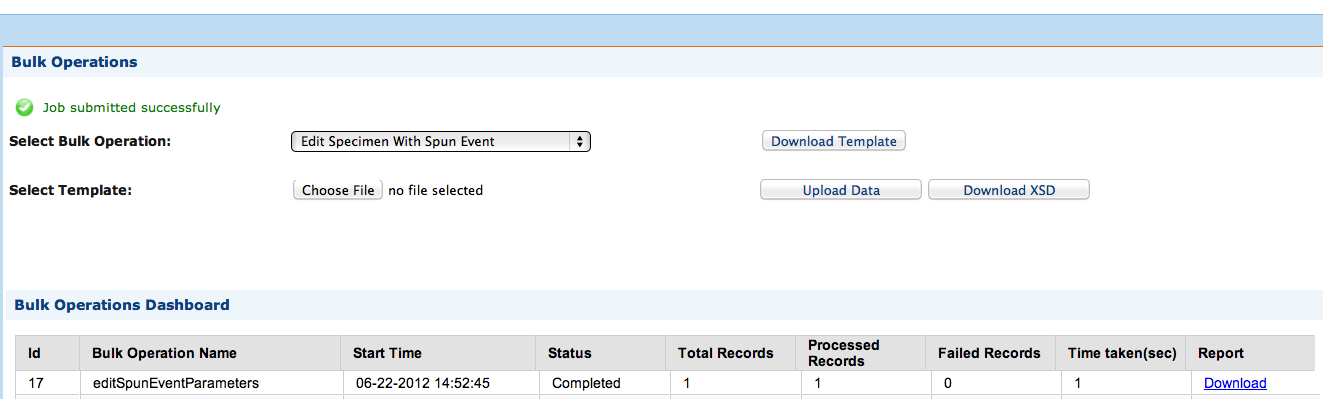 Bulk Operations
Job submitted successfully
Select Bulk Operation: Edit Specimen With Spun Event Download Template
Select Template: Choose File no file selected Upload Data Download XSD
Bulk Operations Dashboard
Id Bulk Operation Name Start Time Status Total Records Processed Records Failed Records Time taken(sec) Report
17 editSpunEventParameters 06-22-2012 14:52:45 Completed 1 1 0 1 Download